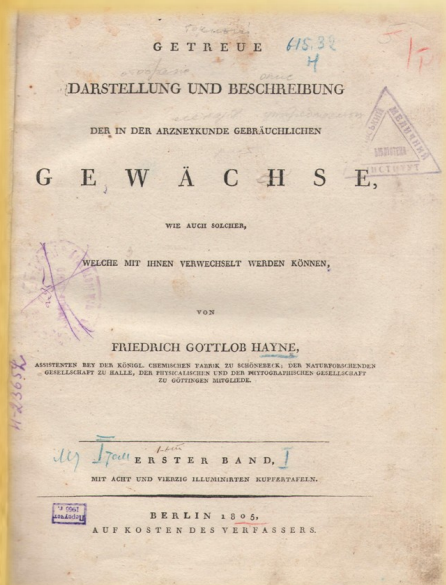 GETREUE
615.32
H
DARSTELLUNG UND BESCHREIBUNG
DER IN DER ARZNEYKUNDE GEBRÄUCHLICHEN
GEWÄCHSE,
WIE AUCH SOLCHER,
WELCHE MIT IHNEN VERWECHSELT WERDEN KÖNNEN,
VON
FRIEDRICH GOTTLOB HAYNE,
ASSISTENTEN BEY DER KÖNIGL. CHEMISCHEN FABRIK ZU SCHÖNEBECK; DER NATURFORSCHENDEN
GESELLSCHAFT ZU HALLE, DER PHYSICALISCHEN UND DER PHYTOGRAPHISCHEN GESELLSCHAFT
ZU GÖTTINGEN MITGLIEDE.
ERSTER BAND, I
MIT ACHT UND VIERZIG ILLUMINIRTEN KUPFERTAFELN.
BERLIN 1805,
AUF KOSTEN DES VERFASSERS.